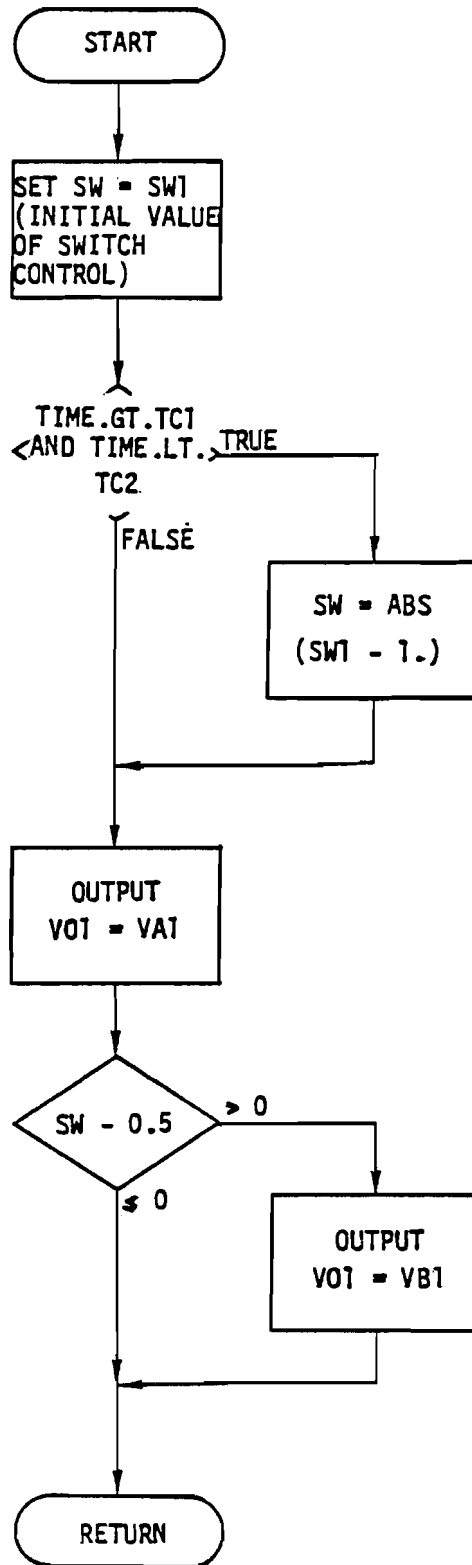 START
SET SW = SW1
(INITIAL VALUE
OF SWITCH
CONTROL)
TIME.GT.TC1
AND TIME.LT.
TC2
TRUE
FALSE
SW = ABS
(SW1 - 1.)
OUTPUT
VO1 = VA1
SW - 0.5
> 0
≤ 0
OUTPUT
VO1 = VB1
RETURN